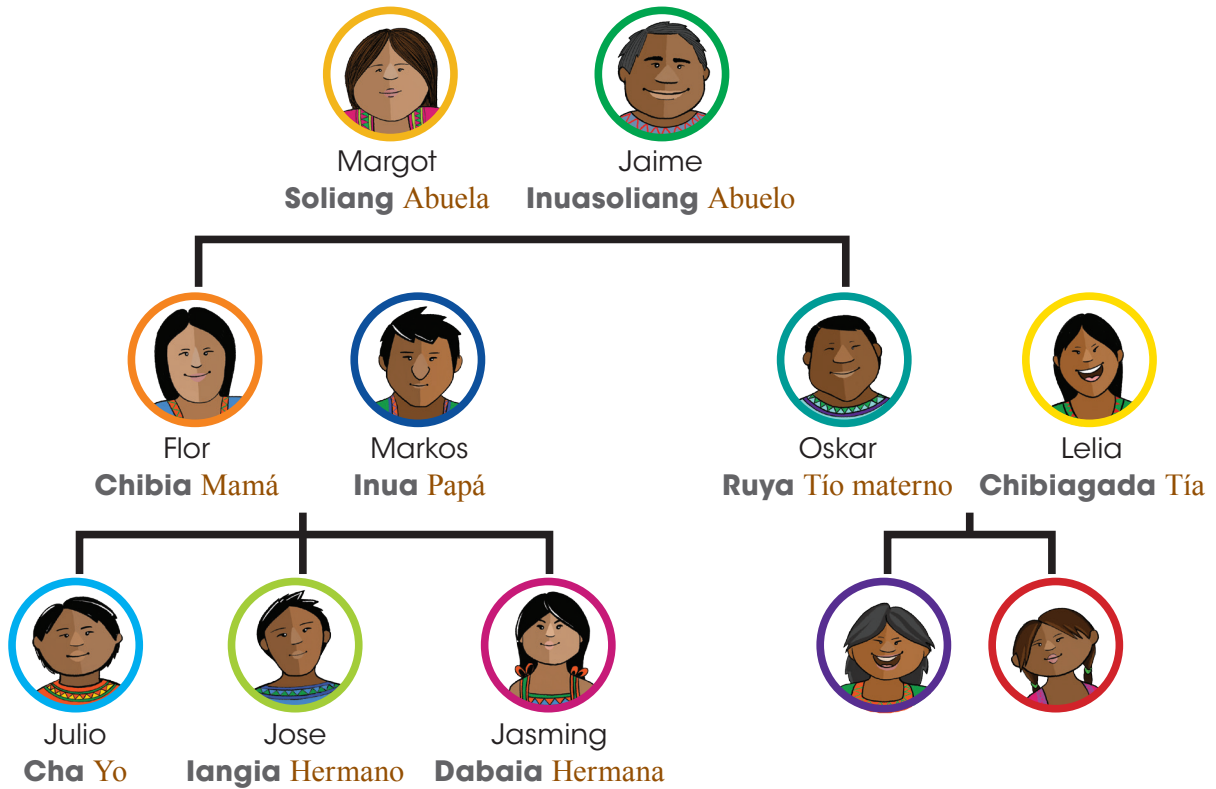 Margot
Soliang Abuela
Jaime
Inuasoliang Abuelo
Flor
Chibia Mamá
Markos
Inua Papá
Oskar
Ruya Tío materno
Lelia
Chibiagada Tía
Julio
Cha Yo
Jose
Iangia Hermano
Jasming
Dabaia Hermana